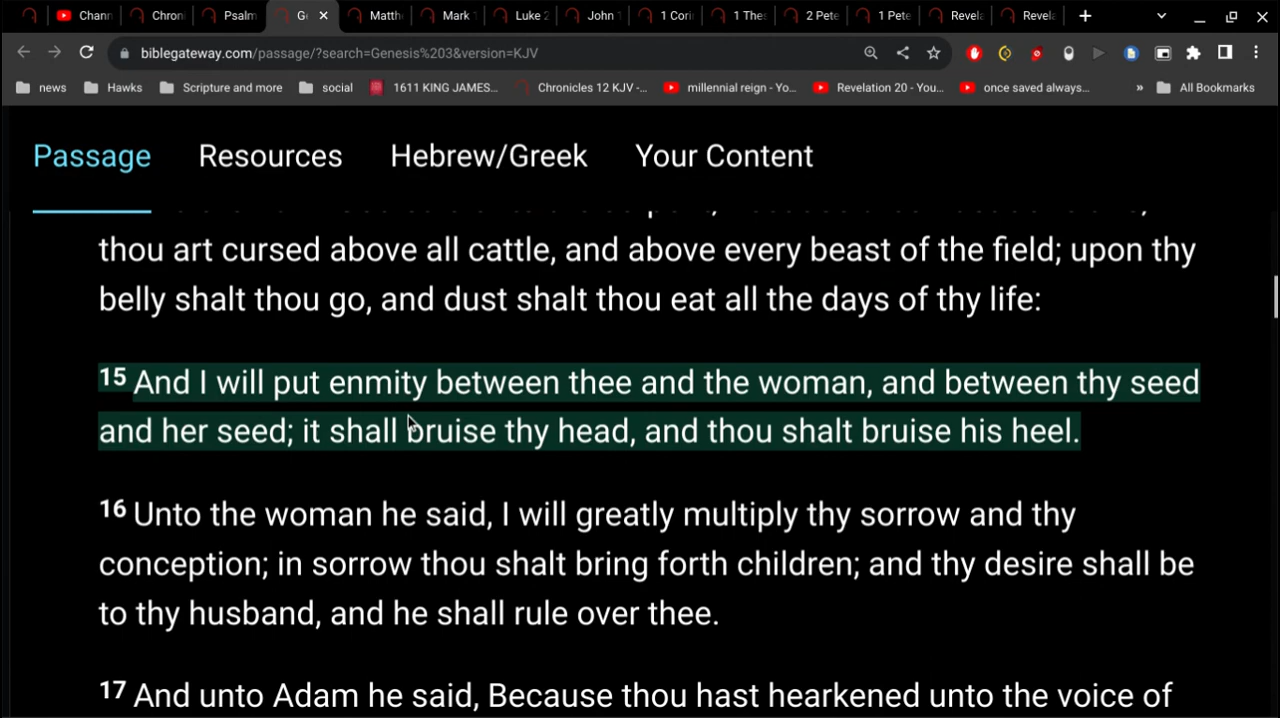 Chann
Chroni
Psalm
Ge
Matth
Mark
Luke 2
John
1 Cori
1 Thes
2 Pete
1 Pete
Revela
Revela
biblegateway.com/passage/?search=Genesis%203&version=KJV
news
Hawks
Scripture and more
social
1611 KING JAMES...
Chronicles 12 KJV -...
millennial reign - Yo...
Revelation 20 - You...
once saved always...
»
All Bookmarks
Passage Resources Hebrew/Greek Your Content
thou art cursed above all cattle, and above every beast of the field; upon thy
belly shalt thou go, and dust shalt thou eat all the days of thy life:
15 And I will put enmity between thee and the woman, and between thy seed
and her seed; it shall bruise thy head, and thou shalt bruise his heel.
16 Unto the woman he said, I will greatly multiply thy sorrow and thy
conception; in sorrow thou shalt bring forth children; and thy desire shall be
to thy husband, and he shall rule over thee.
17 And unto Adam he said, Because thou hast hearkened unto the voice of